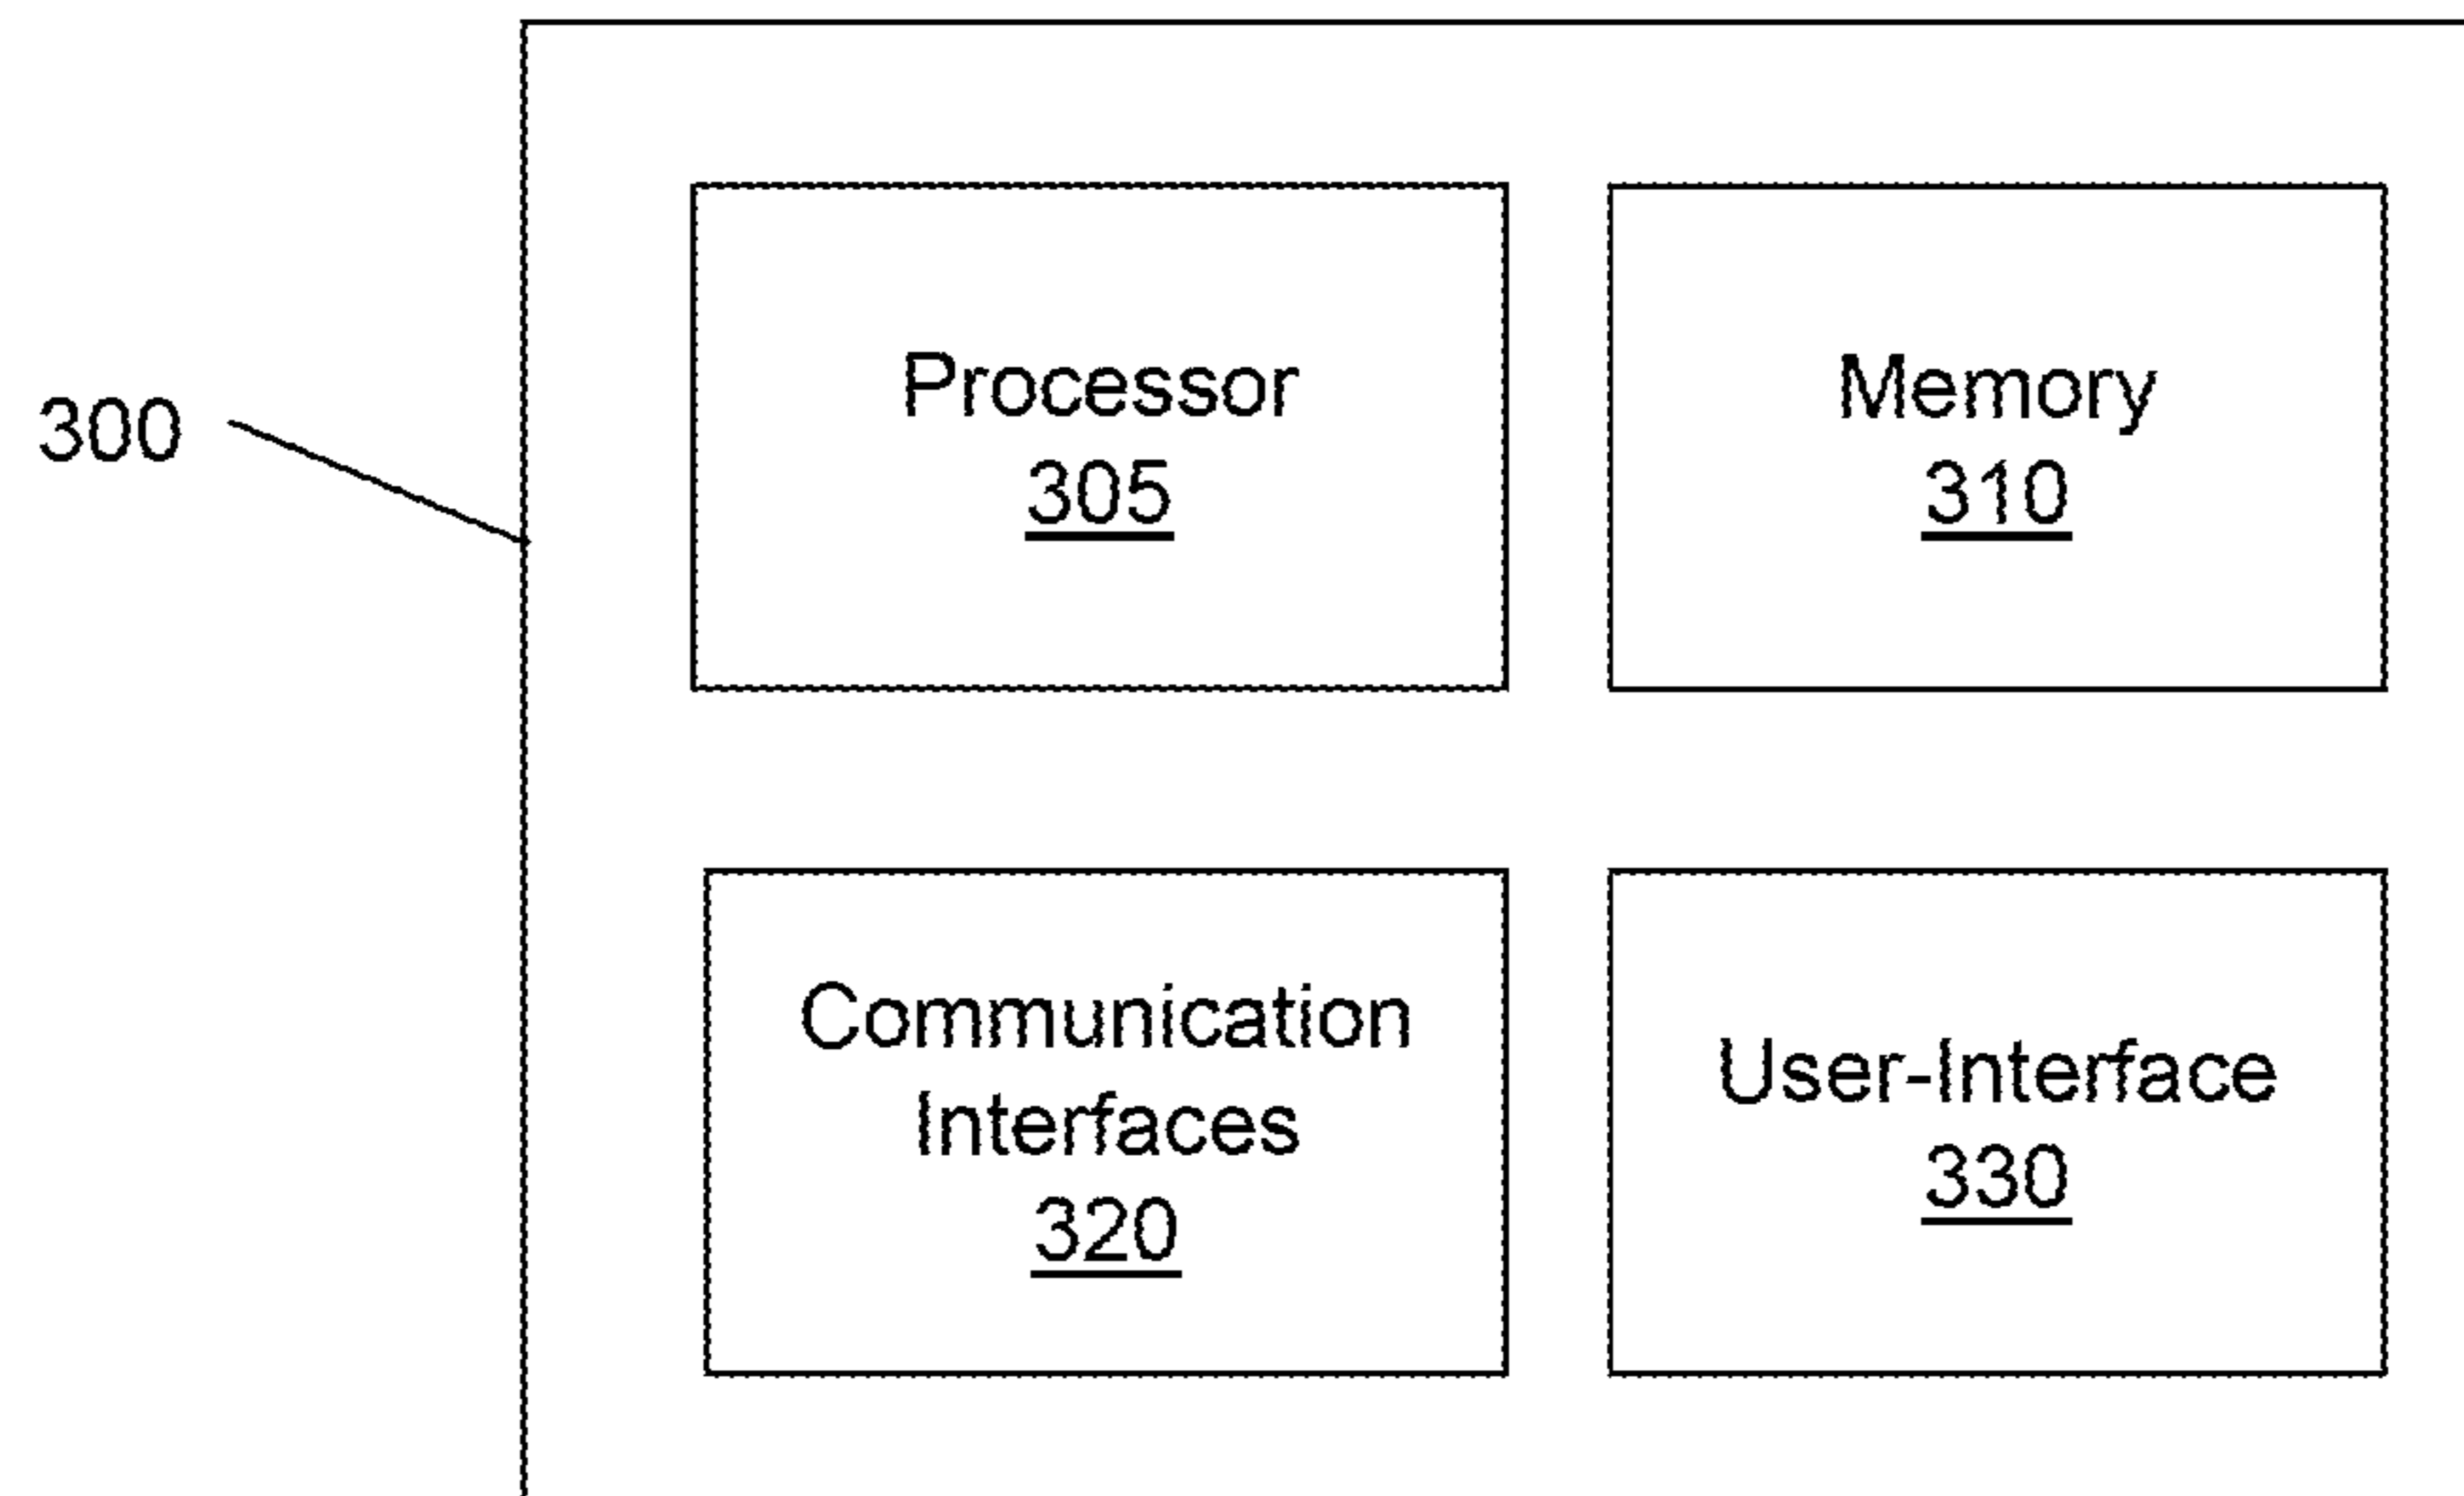 300
Processor
305
Memory
310
Communication
Interfaces
320
User-Interface
330